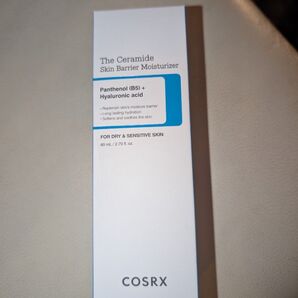 The Ceramide
Skin Barrier Moisturizer
Panthenol (B5) +
Hyaluronic acid
• Replenish skin's moisture barrier
• Long lasting hydration
• Softens and soothes the skin
FOR DRY & SENSITIVE SKIN
80 mL / 2.70 fl. oz.
COSRX